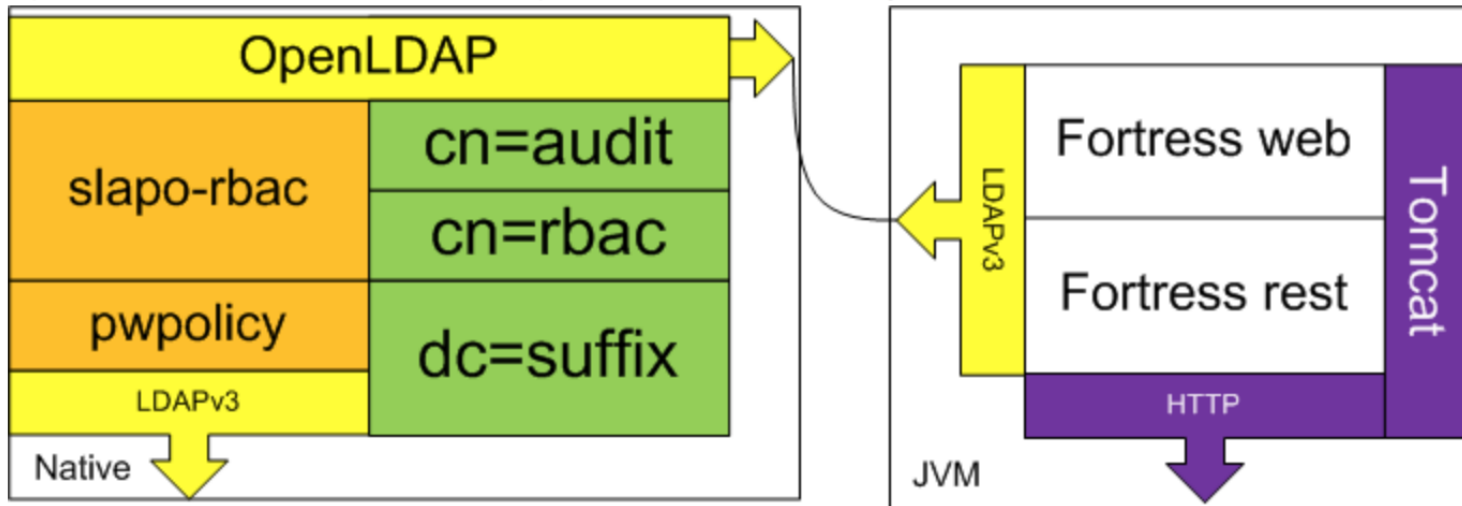 OpenLDAP
slapo-rbac
cn=audit
cn=rbac
pwpolicy
dc=suffix
LDAPv3
Native
LDAPv3
Fortress web
Fortress rest
Tomcat
HTTP
JVM